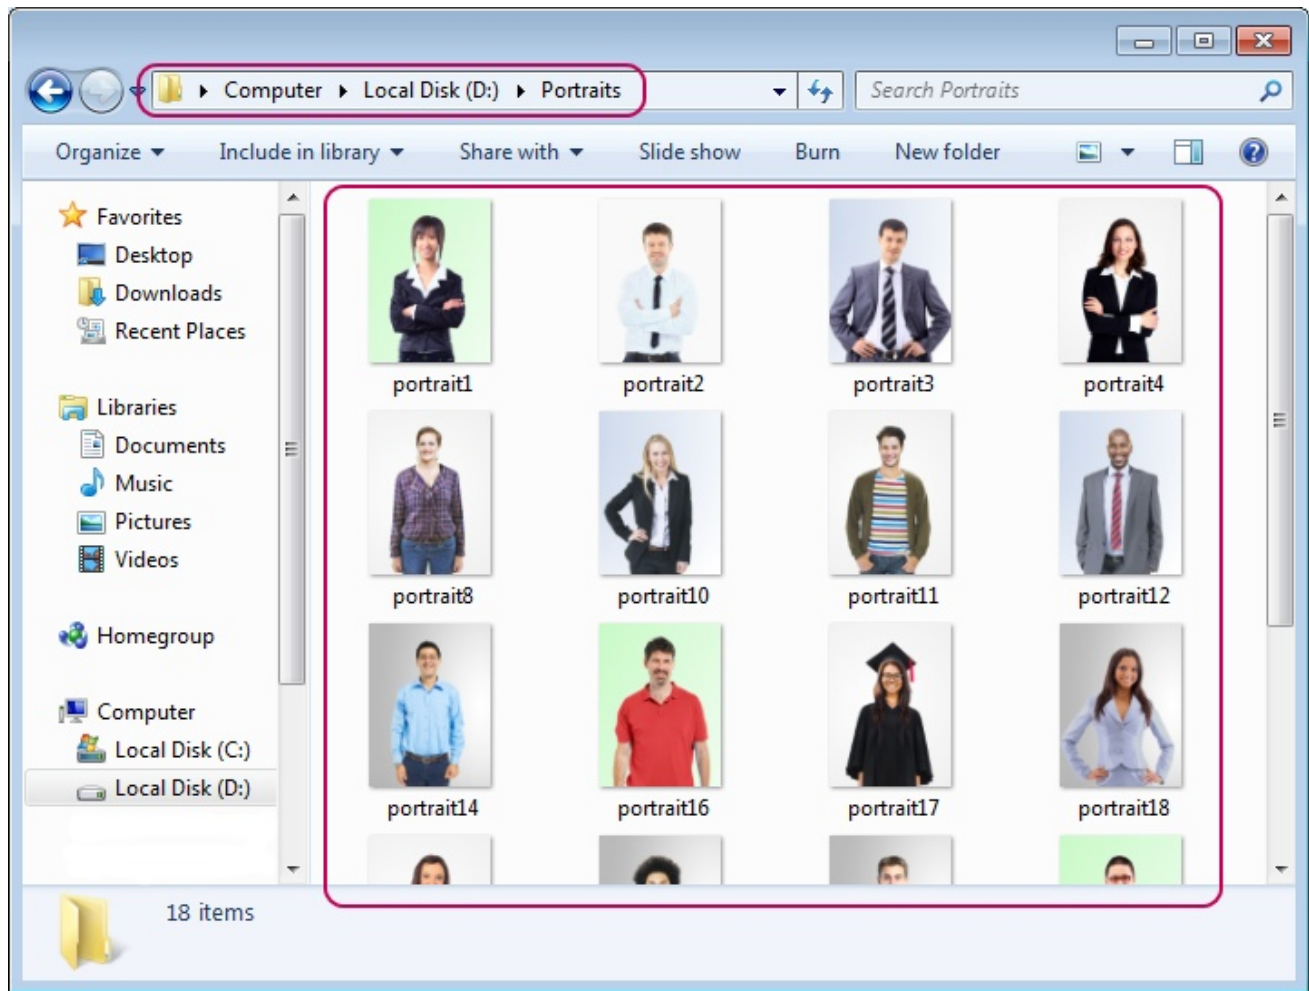 Computer Local Disk (D:) Portraits Search Portraits
Organize Include in library Share with Slide show Burn New folder
Favorites
Desktop
Downloads
Recent Places
Libraries
Documents
Music
Pictures
Videos
Homegroup
Computer
Local Disk (C:)
Local Disk (D:)
portrait1 portrait2 portrait3 portrait4
portrait8 portrait10 portrait11 portrait12
portrait14 portrait16 portrait17 portrait18
18 items